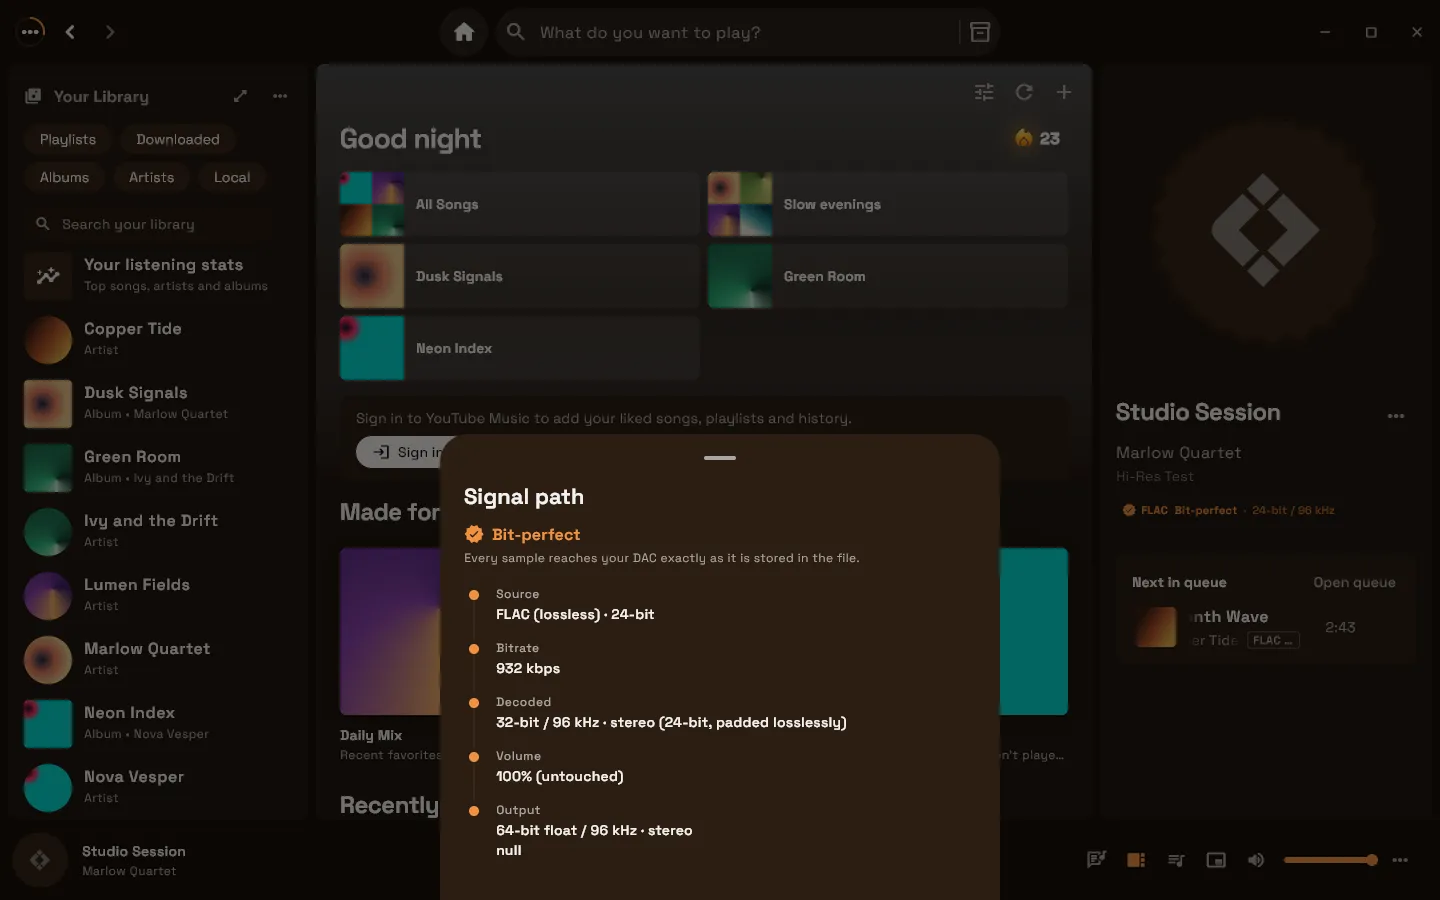 What do you want to play?
Your Library
Playlists
Downloaded
Albums
Artists
Local
Search your library
Your listening stats
Top songs, artists and albums
Copper Tide
Artist
Dusk Signals
Album • Marlow Quartet
Green Room
Album • Ivy and the Drift
Ivy and the Drift
Artist
Lumen Fields
Artist
Marlow Quartet
Artist
Neon Index
Album • Nova Vesper
Nova Vesper
Artist
Good night
23
All Songs
Slow evenings
Dusk Signals
Green Room
Neon Index
Sign in to YouTube Music to add your liked songs, playlists and history.
Sign in
Made for
Daily Mix
Recent favorites
Recently
Signal path
Bit-perfect
Every sample reaches your DAC exactly as it is stored in the file.
Source
FLAC (lossless) · 24-bit
Bitrate
932 kbps
Decoded
32-bit / 96 kHz · stereo (24-bit, padded losslessly)
Volume
100% (untouched)
Output
64-bit float / 96 kHz · stereo
null
Studio Session
Marlow Quartet
Hi-Res Test
FLAC Bit-perfect · 24-bit / 96 kHz
Next in queue
Open queue
nth Wave
er Tide
FLAC ...
2:43
Studio Session
Marlow Quartet